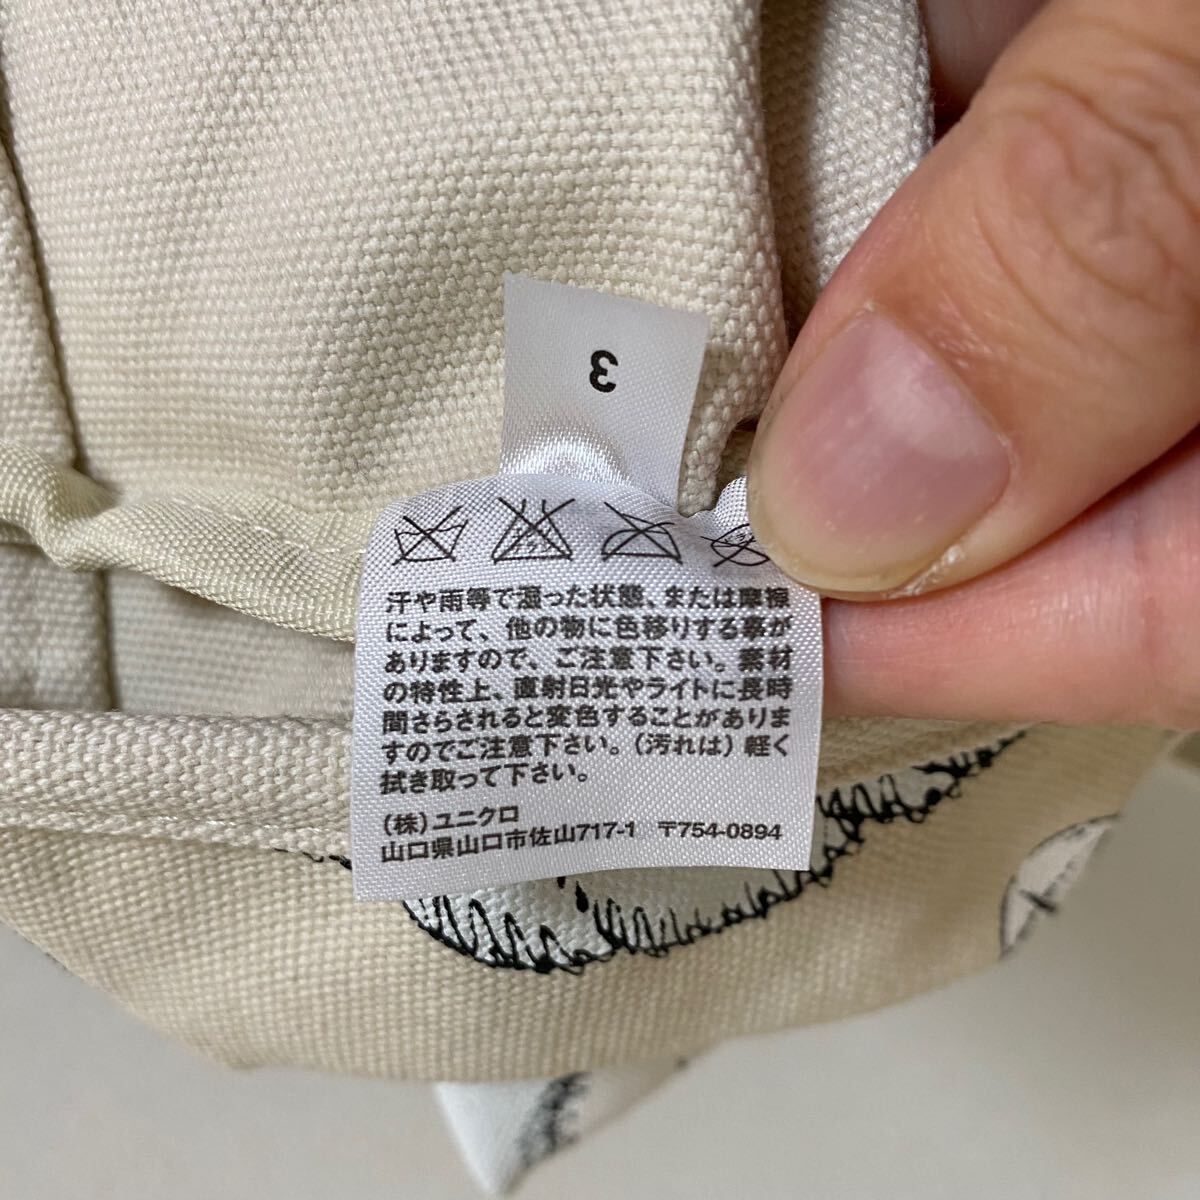 3
汗や雨等で湿った状態、または摩擦
によって、他の物に色移りする事が
ありますので、ご注意下さい。素材
の特性上、直射日光やライトに長時
間さらされると変色することがありま
すのでご注意下さい。（汚れは）軽く
拭き取って下さい。
（株）ユニクロ
山口県山口市佐山717-1 〒754-0894